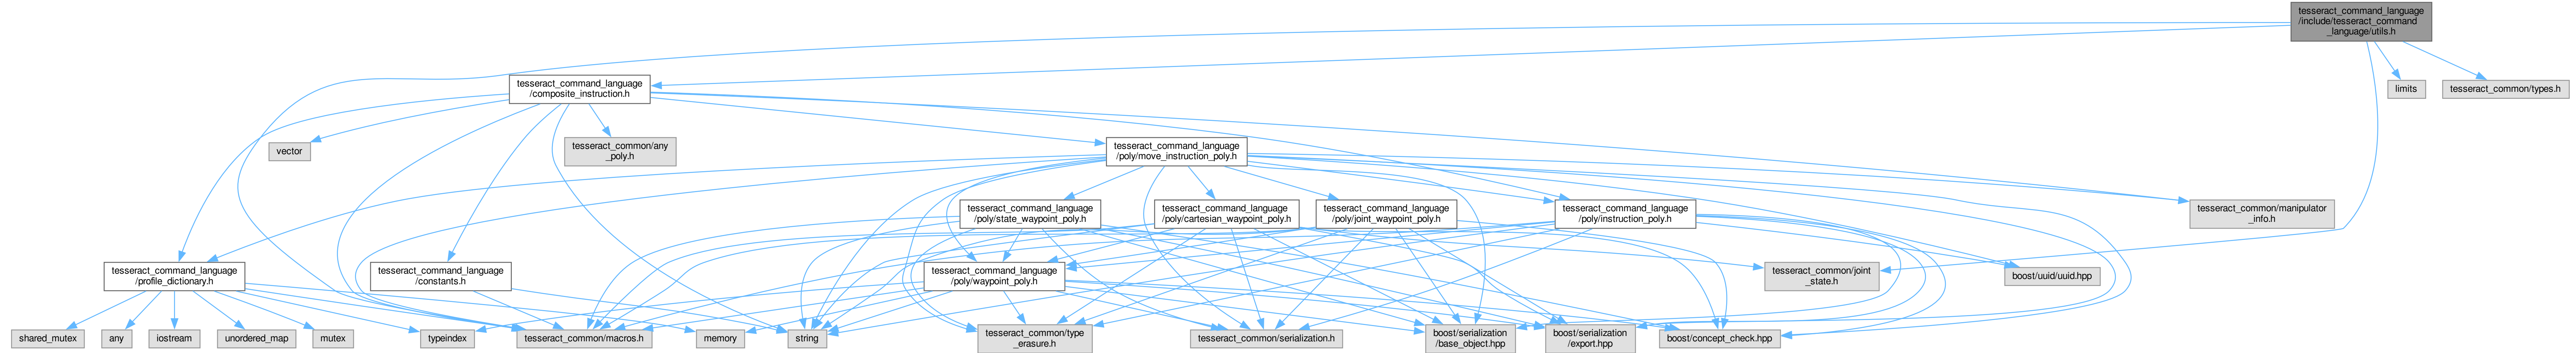 tesseract_command_language
/include/tesseract_command
_language/utils.h
tesseract_command_language
/composite_instruction.h
limits
tesseract_common/types.h
vector
tesseract_common/any
_poly.h
tesseract_command_language
/poly/move_instruction_poly.h
tesseract_command_language
/poly/state_waypoint_poly.h
tesseract_command_language
/poly/cartesian_waypoint_poly.h
tesseract_command_language
/poly/joint_waypoint_poly.h
tesseract_command_language
/poly/instruction_poly.h
tesseract_common/manipulator
_info.h
tesseract_command_language
/profile_dictionary.h
tesseract_command_language
/constants.h
tesseract_command_language
/poly/waypoint_poly.h
tesseract_common/joint
_state.h
boost/uuid/uuid.hpp
shared_mutex
any
iostream
unordered_map
mutex
typeindex
tesseract_common/macros.h
memory
string
tesseract_common/type
_erasure.h
tesseract_common/serialization.h
boost/serialization
/base_object.hpp
boost/serialization
/export.hpp
boost/concept_check.hpp